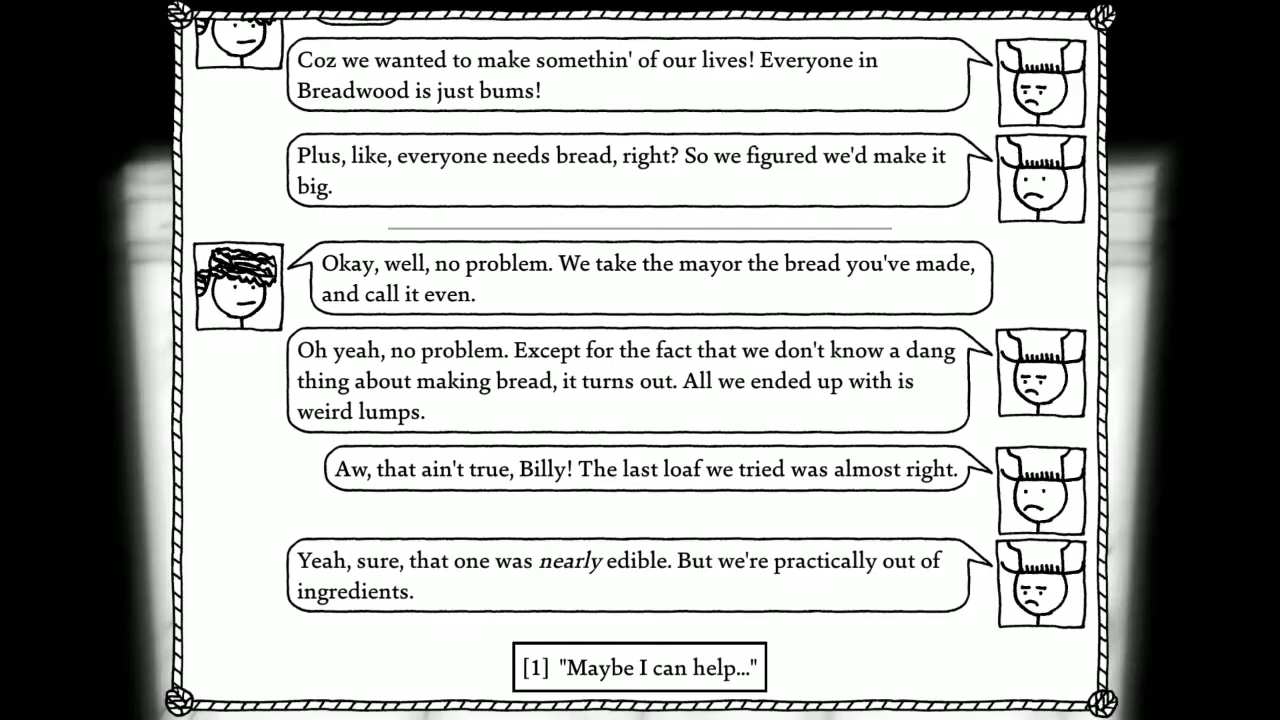 Coz we wanted to make somethin' of our lives! Everyone in
Breadwood is just bums!
Plus, like, everyone needs bread, right? So we figured we'd make it
big.
Okay, well, no problem. We take the mayor the bread you've made,
and call it even.
Oh yeah, no problem. Except for the fact that we don't know a dang
thing about making bread, it turns out. All we ended up with is
weird lumps.
Aw, that ain't true, Billy! The last loaf we tried was almost right.
Yeah, sure, that one was nearly edible. But we're practically out of
ingredients.
[1] "Maybe I can help..."